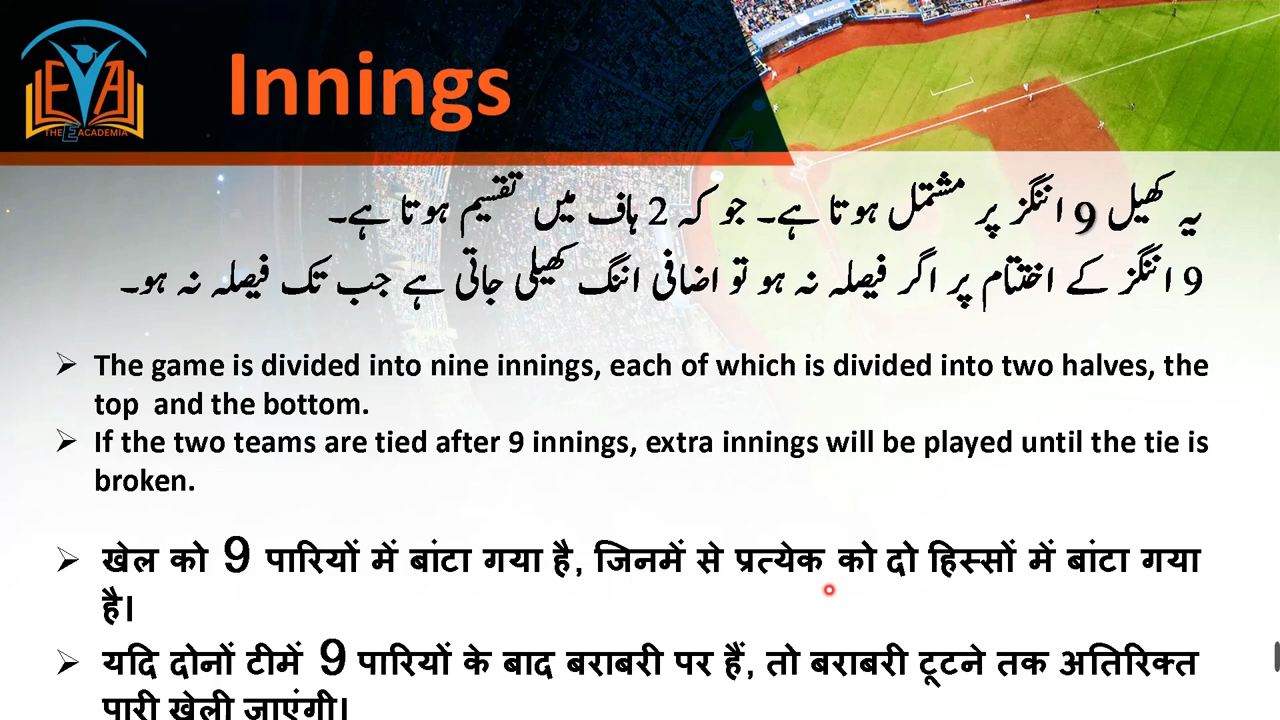 EVA
THE E ACADEMIA
Innings
یہ کھیل 9 اننگز پر مشتمل ہوتا ہے۔ جو کہ 2 ہاف میں تقسیم ہوتا ہے۔
9 اننگز کے اختتام پر اگر فیصلہ نہ ہو تو اضافی اننگ کھیلی جاتی ہے جب تک فیصلہ نہ ہو۔
➢ The game is divided into nine innings, each of which is divided into two halves, the
top and the bottom.
➢ If the two teams are tied after 9 innings, extra innings will be played until the tie is
broken.
➢ खेल को 9 पारियों में बांटा गया है, जिनमें से प्रत्येक को दो हिस्सों में बांटा गया
है।
➢ यदि दोनों टीमें 9 पारियों के बाद बराबरी पर हैं, तो बराबरी टूटने तक अतिरिक्त
पारी खेली जाएंगी।